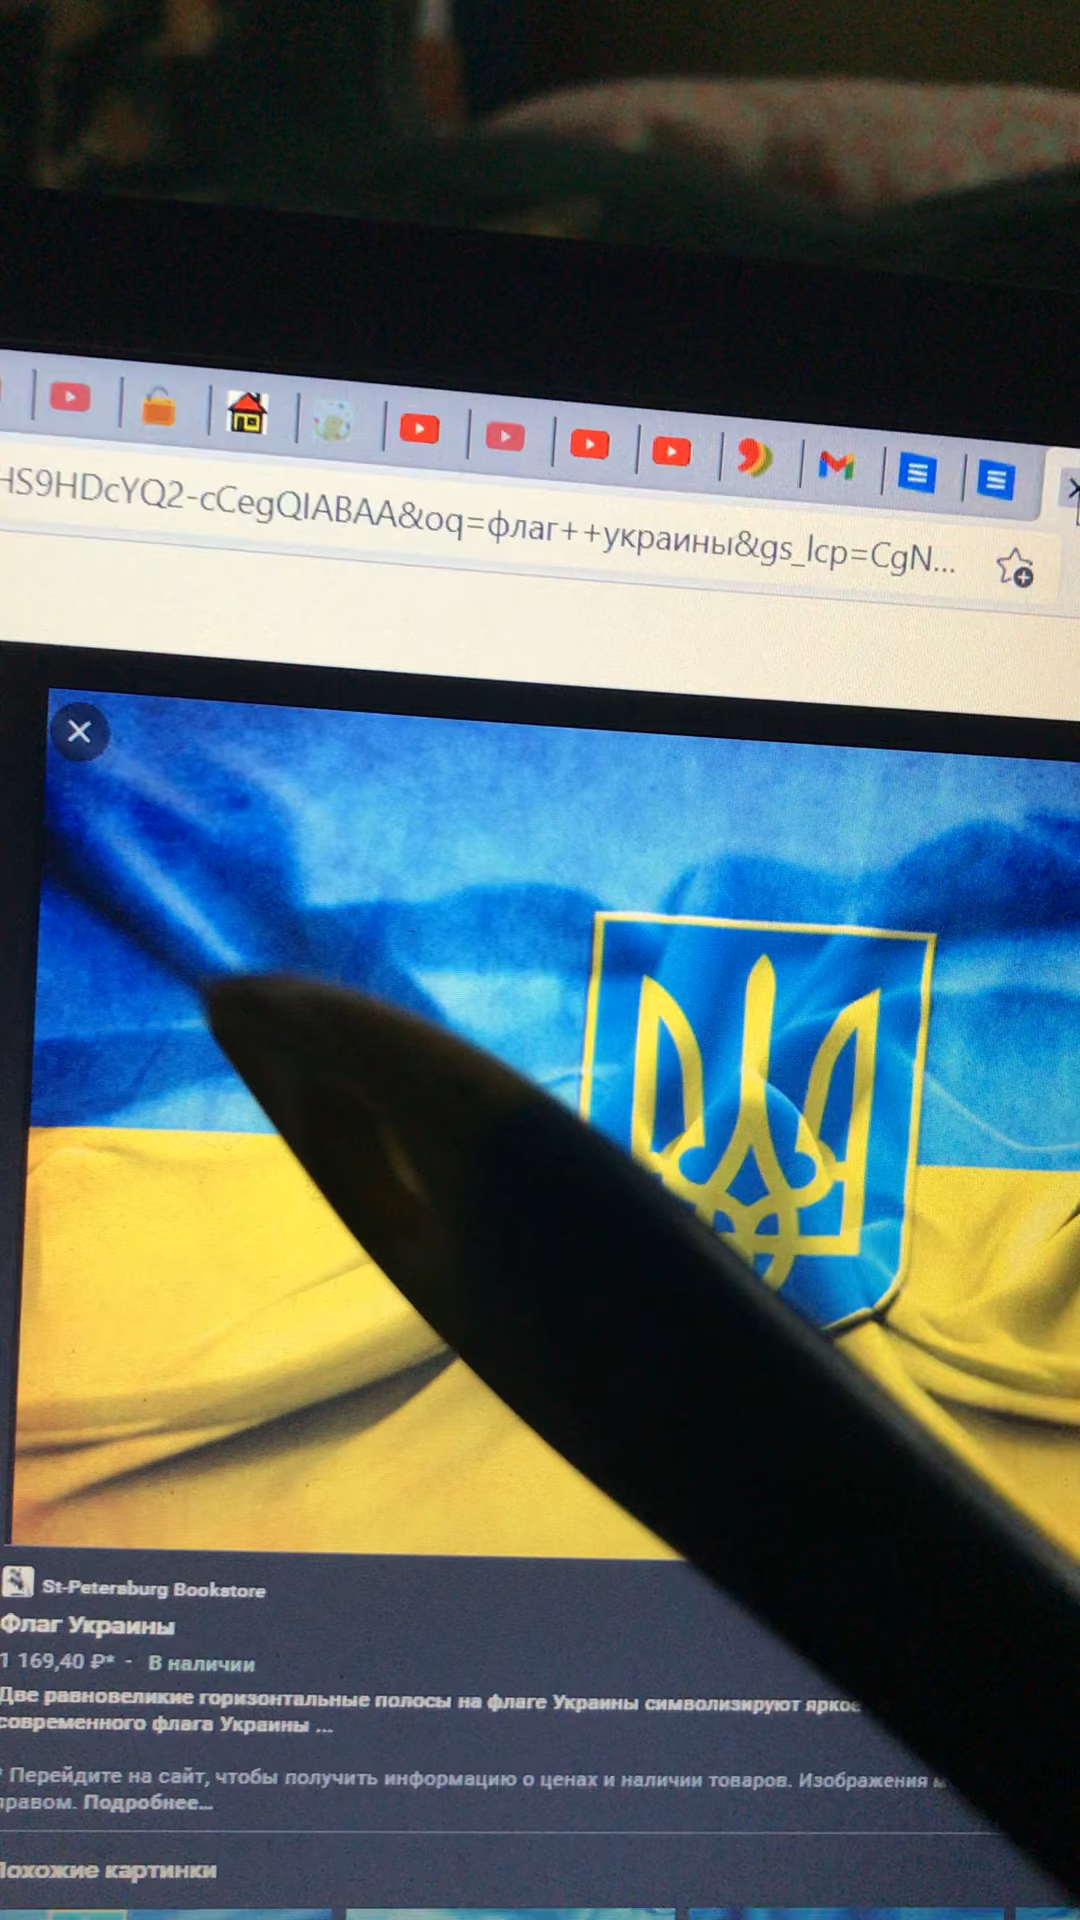 HS9HDcYQ2-cCegQIABAA&oq=флаг++украины&gs_lcp=CgN...
St-Petersburg Bookstore
Флаг Украины
1 169,40 ₽* - В наличии
Две равновеликие горизонтальные полосы на флаге Украины символизируют яркое
современного флага Украины ...
* Перейдите на сайт, чтобы получить информацию о ценах и наличии товаров. Изображения
правом. Подробнее...
Похожие картинки